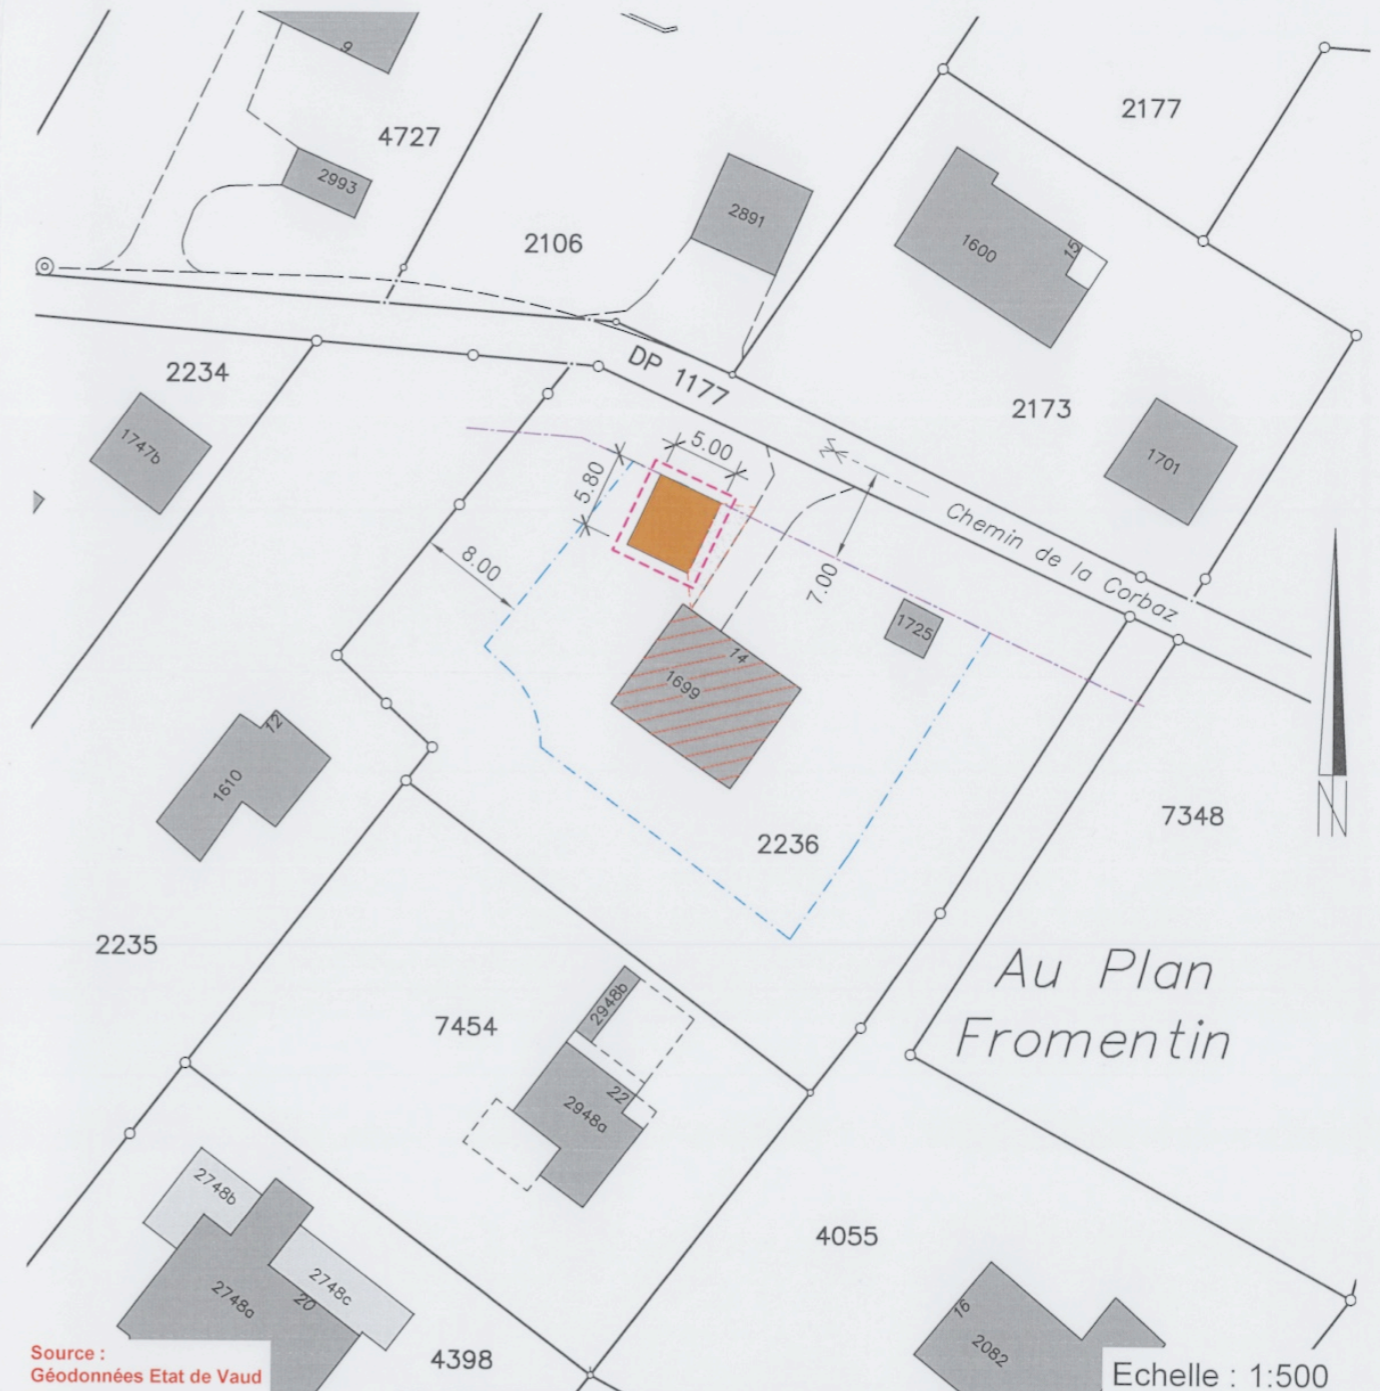 9
4727
2993
2177
2891
2106
1600
15
2234
DP 1177
2173
1747b
1701
5.00
5.80
8.00
7.00
Chemin de la Corbaz
1725
14
1699
12
1610
7348
2236
N
2235
Au Plan
Fromentin
2948b
7454
22
2948a
2748b
4055
2748c
2748a
20
16
2082
4398
Source :
Géodonnées Etat de Vaud
Echelle : 1:500